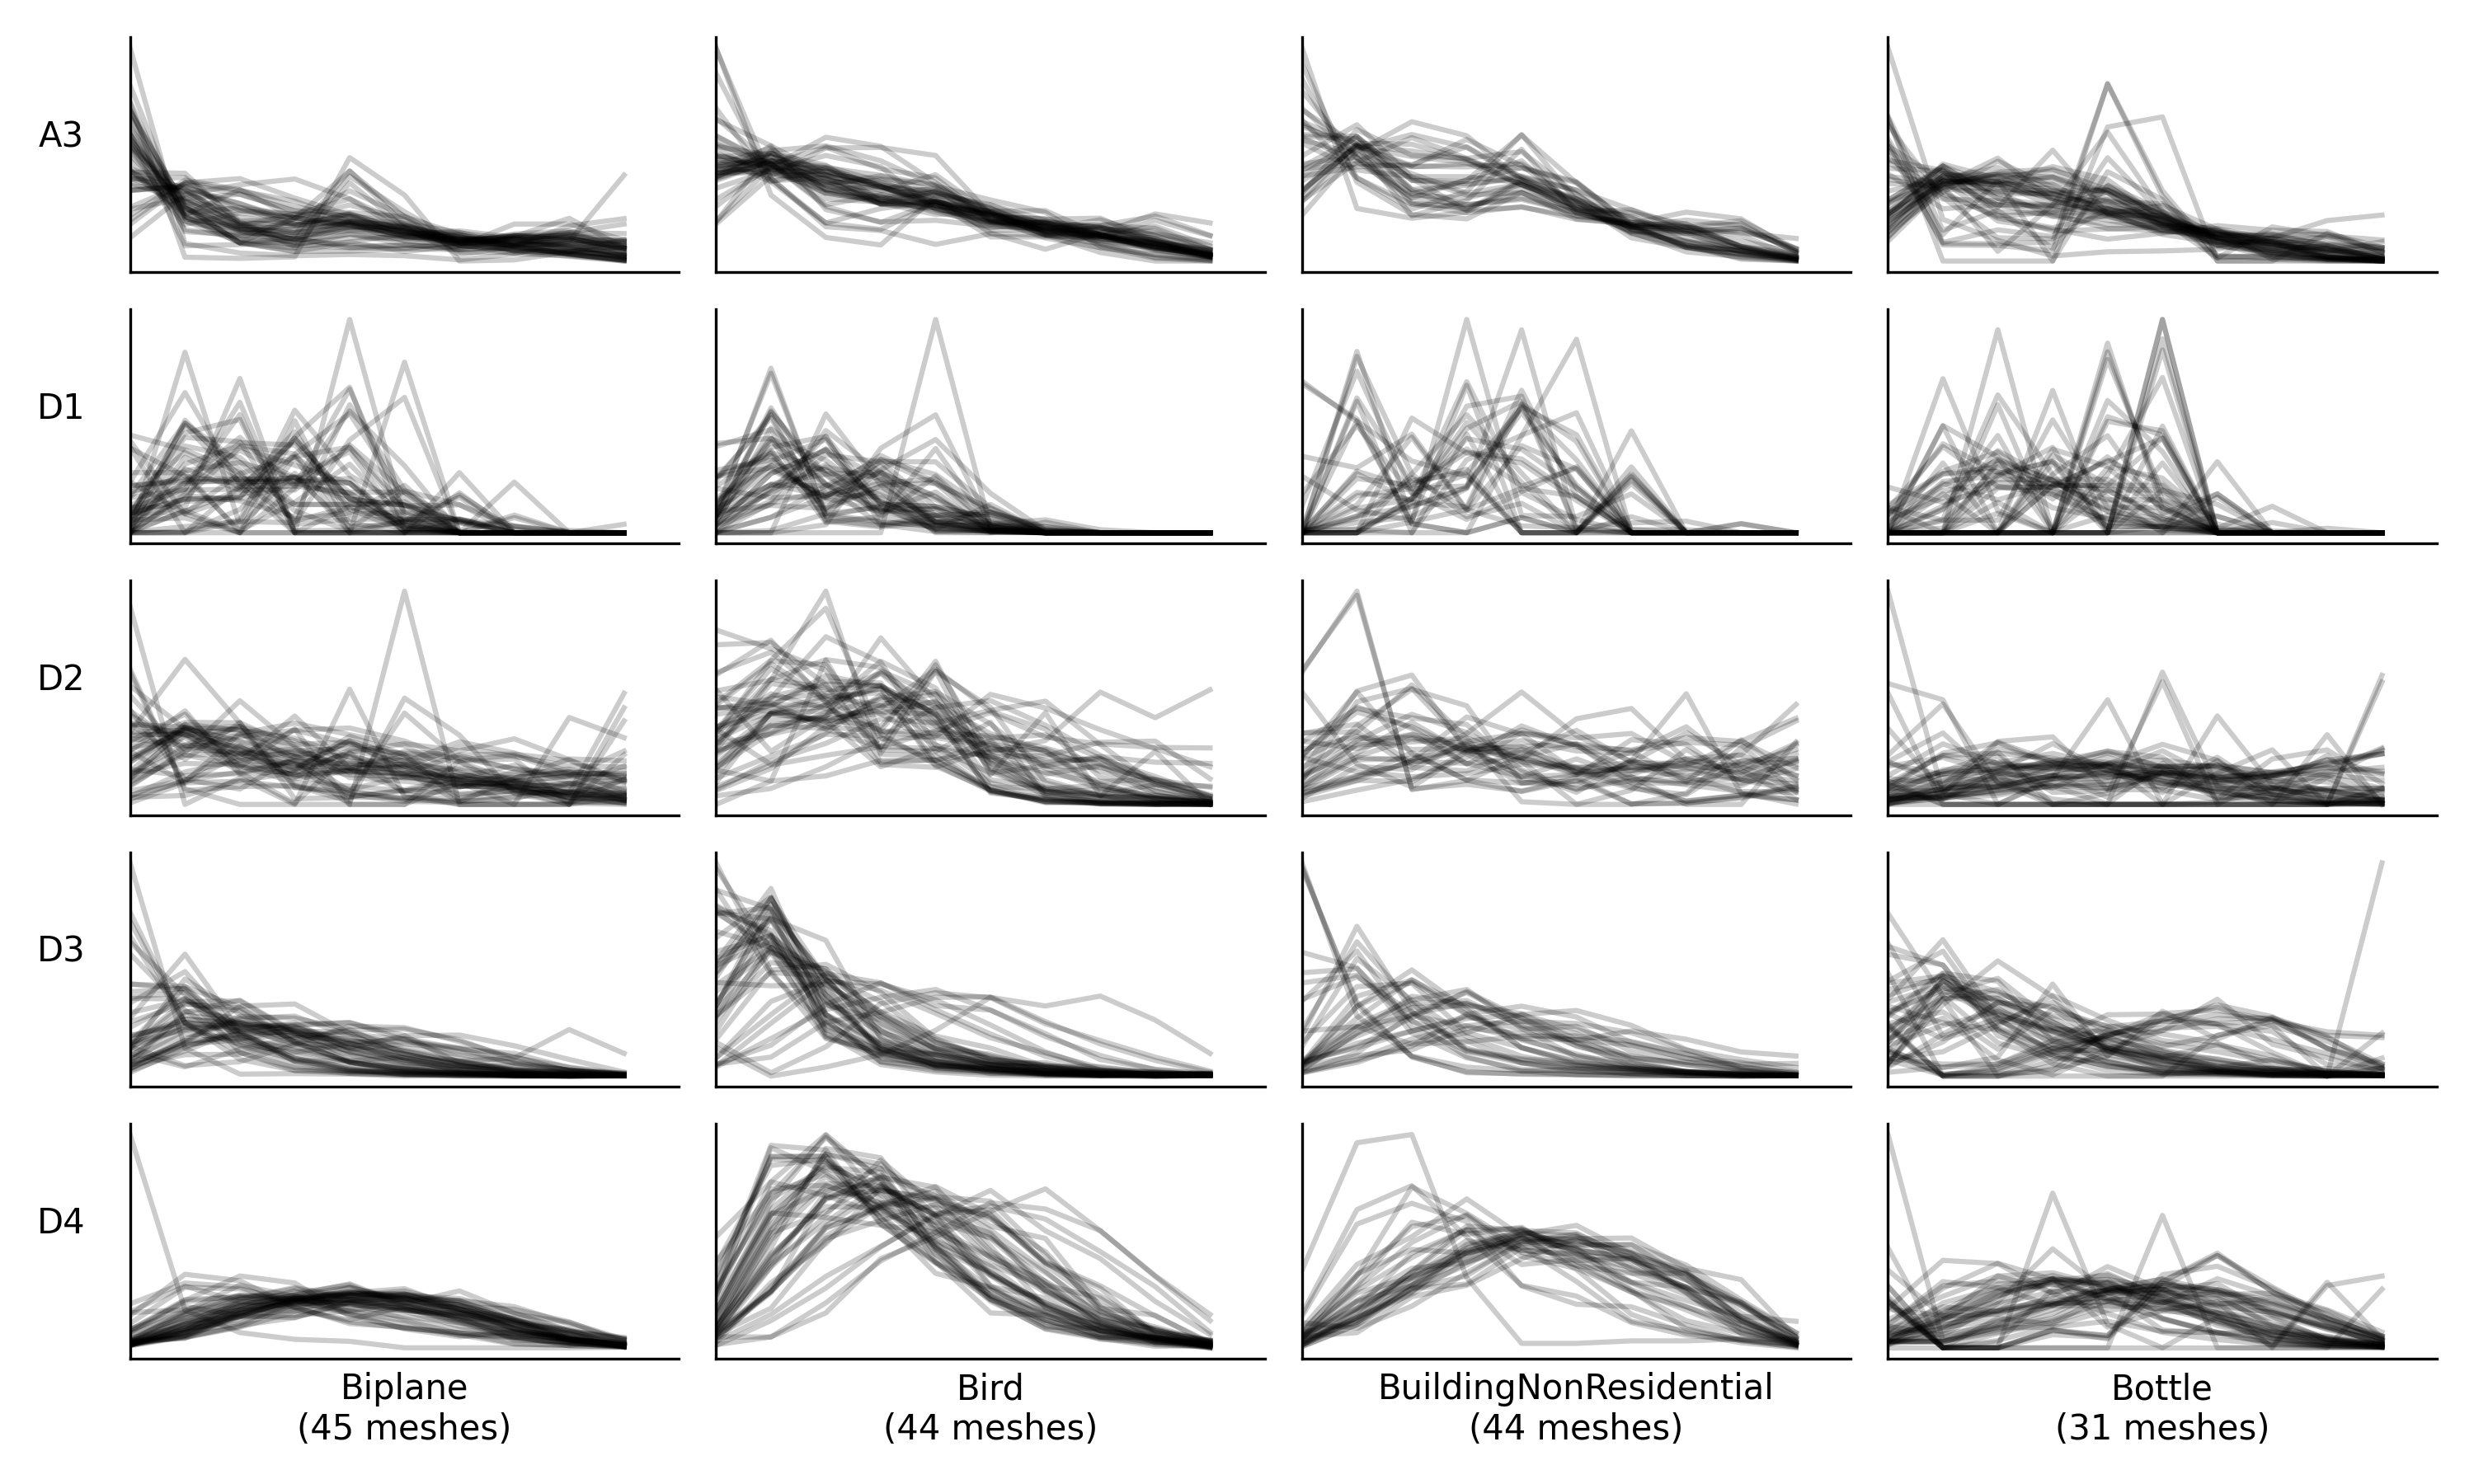 A3
D1
D2
D3
D4
Biplane
(45 meshes)
Bird
(44 meshes)
BuildingNonResidential
(44 meshes)
Bottle
(31 meshes)